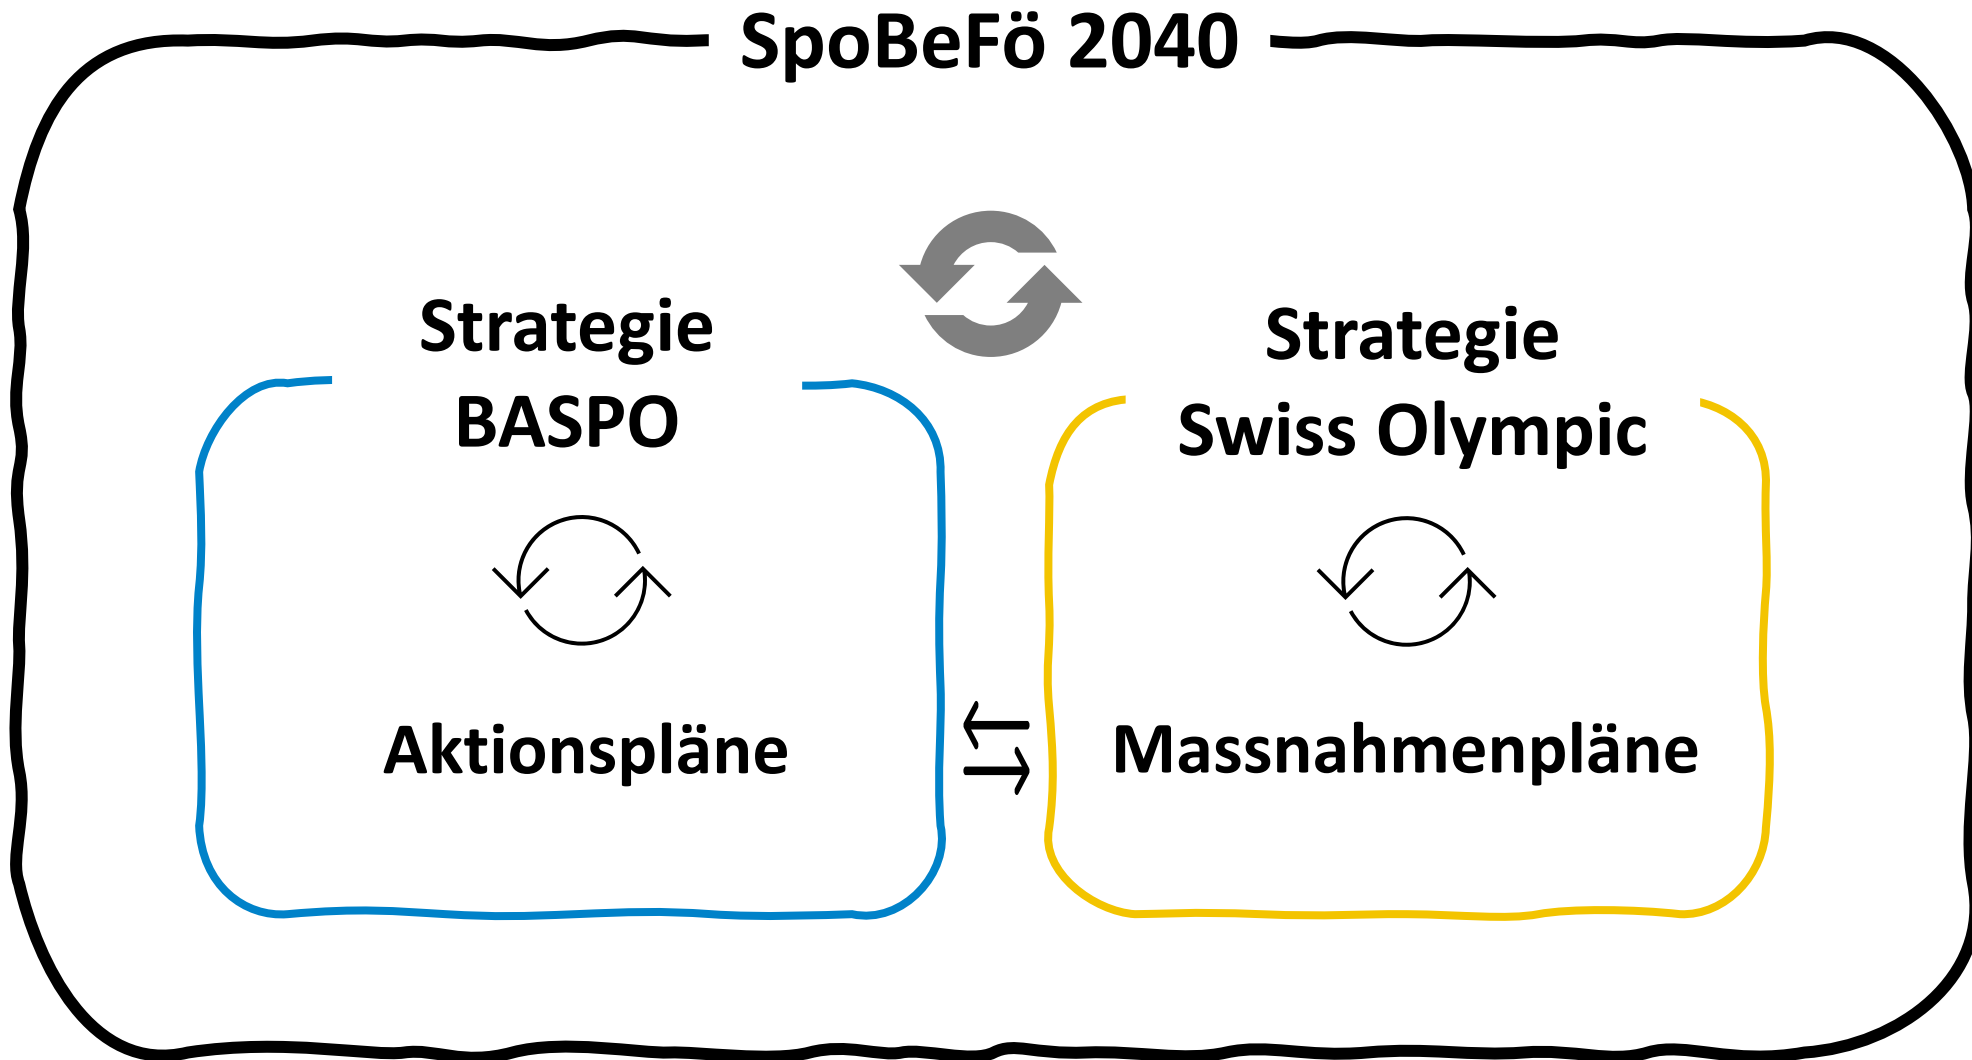 SpoBeFö 2040
Strategie
BASPO
Aktionspläne
Strategie
Swiss Olympic
Massnahmenpläne